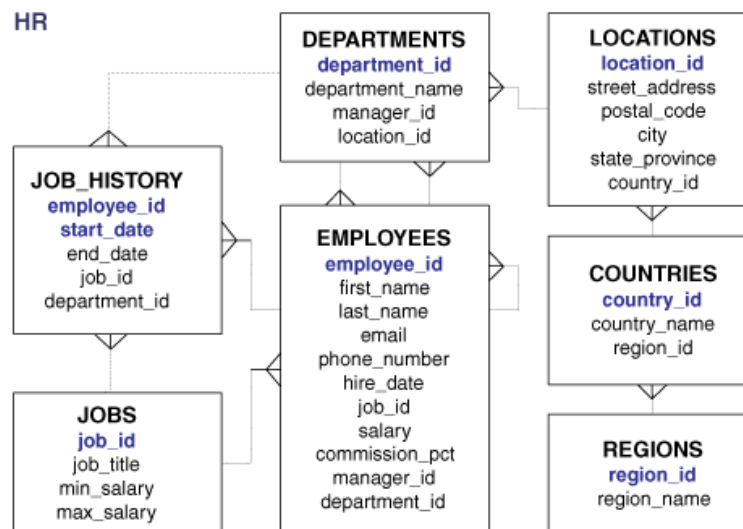 HR
DEPARTMENTS
department_id
department_name
manager_id
location_id
LOCATIONS
location_id
street_address
postal_code
city
state_province
country_id
JOB_HISTORY
employee_id
start_date
end_date
job_id
department_id
EMPLOYEES
employee_id
first_name
last_name
email
phone_number
hire_date
job_id
salary
commission_pct
manager_id
department_id
COUNTRIES
country_id
country_name
region_id
JOBS
job_id
job_title
min_salary
max_salary
REGIONS
region_id
region_name